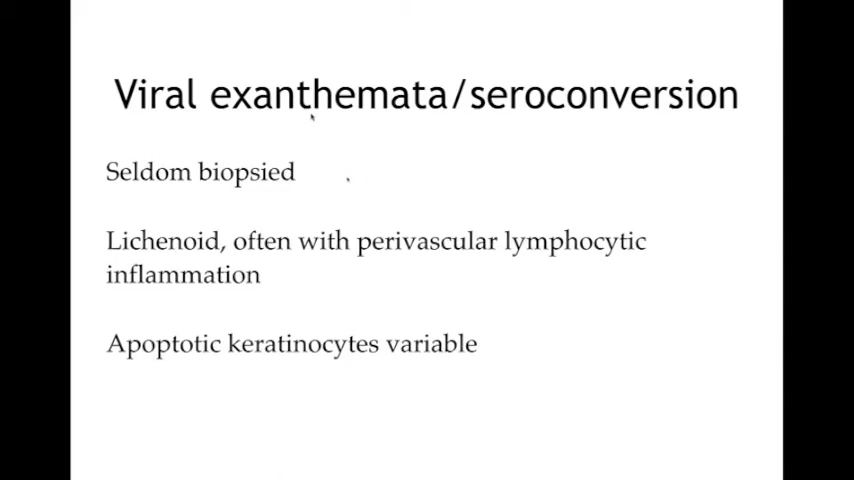 Viral exanthemata/seroconversion
Seldom biopsied
Lichenoid, often with perivascular lymphocytic
inflammation
Apoptotic keratinocytes variable